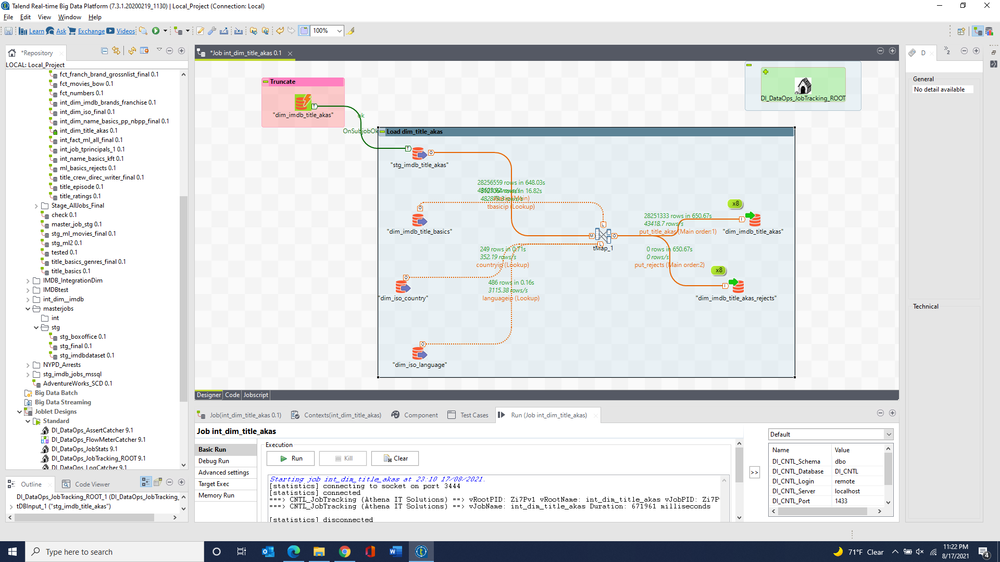 Talend Real-time Big Data Platform (7.3.1.20200219_1130) | Local_Project (Connection: Local)
File Edit View Window Help
Learn Ask Exchange Videos 100%
*Repository
LOCAL: Local_Project
fct_franch_brand_grossnlist_final 0.1
fct_movies_bow 0.1
fct_numbers 0.1
int_dim_imdb_brands_franchise 0.1
int_dim_iso_final 0.1
int_dim_name_basics_pp_nbpp_final 0.1
int_dim_title_akas 0.1
int_fact_ml_all_final 0.1
int_job_tprincipals_1 0.1
int_name_basics_kft 0.1
ml_basics_rejects 0.1
title_crew_direc_writer_final 0.1
title_episode 0.1
title_ratings 0.1
Stage_AllJobs_Final
check 0.1
master_job_stg 0.1
stg_ml_movies_final 0.1
stg_ml2 0.1
tested 0.1
title_basics_genres_final 0.1
title_basics 0.1
IMDB_IntegrationDim
IMDBtest
int_dim__imdb
masterjobs
int
stg
stg_boxoffice 0.1
stg_final 0.1
stg_imdbdataset 0.1
NYPD_Arrests
stg_imdb_jobs_mssql
AdventureWorks_SCD 0.1
Big Data Batch
Big Data Streaming
Joblet Designs
Standard
DI_DataOps_AssertCatcher 9.1
DI_DataOps_FlowMeterCatcher 9.1
DI_DataOps_JobStats 9.1
DI_DataOps_JobTracking_ROOT 9.1
DI_DataOps_LogCatcher 9.1
Outline Code Viewer
DI_DataOps_JobTracking_ROOT_1 (DI_DataOps_JobTracking_
tDBInput_1 ("stg_imdb_title_akas")
*Job int_dim_title_akas 0.1
Truncate
T
"dim_imdb_title_akas"
ok
OnSubjobOk
DI_DataOps_JobTracking_ROOT
Load dim_title_akas
T O
"stg_imdb_title_akas"
28256559 rows in 648.03s
tbasicip (Lookup)
O
"dim_imdb_title_basics"
L
M O
L
tMap_1
x8
28251333 rows in 650.67s
43418.7 rows/s
put_title_akas (Main order:1)
I
"dim_imdb_title_akas"
249 rows in 0.71s
352.19 rows/s
countryip (Lookup)
0 rows in 650.67s
0 rows/s
put_rejects (Main order:2)
x8
O
"dim_iso_country"
486 rows in 0.16s
3115.38 rows/s
languageip (Lookup)
I
"dim_imdb_title_akas_rejects"
O
"dim_iso_language"
Designer Code Jobscript
Job(int_dim_title_akas 0.1) Contexts(int_dim_title_akas) Component Test Cases Run (Job int_dim_title_akas)
Job int_dim_title_akas
Basic Run
Debug Run
Advanced settings
Target Exec
Memory Run
Execution
Run Kill Clear
Starting job int_dim_title_akas at 23:10 17/08/2021.
[statistics] connecting to socket on port 3444
[statistics] connected
===> CNTL_JobTracking (Athena IT Solutions) ==> vRootPID: Zi7Pv1 vRootName: int_dim_title_akas vJobPID: Zi7P
===> CNTL_JobTracking (Athena IT Solutions) ==> vJobName: int_dim_title_akas Duration: 671961 milliseconds
[statistics] disconnected
>>
Default
Name Value
DI_CNTL_Schema dbo
DI_CNTL_Database DI_CNTL
DI_CNTL_Login remote
DI_CNTL_Server localhost
DI_CNTL_Port 1433
D
2
General
No detail available
Technical
Type here to search
71°F Clear
11:22 PM
8/17/2021
4